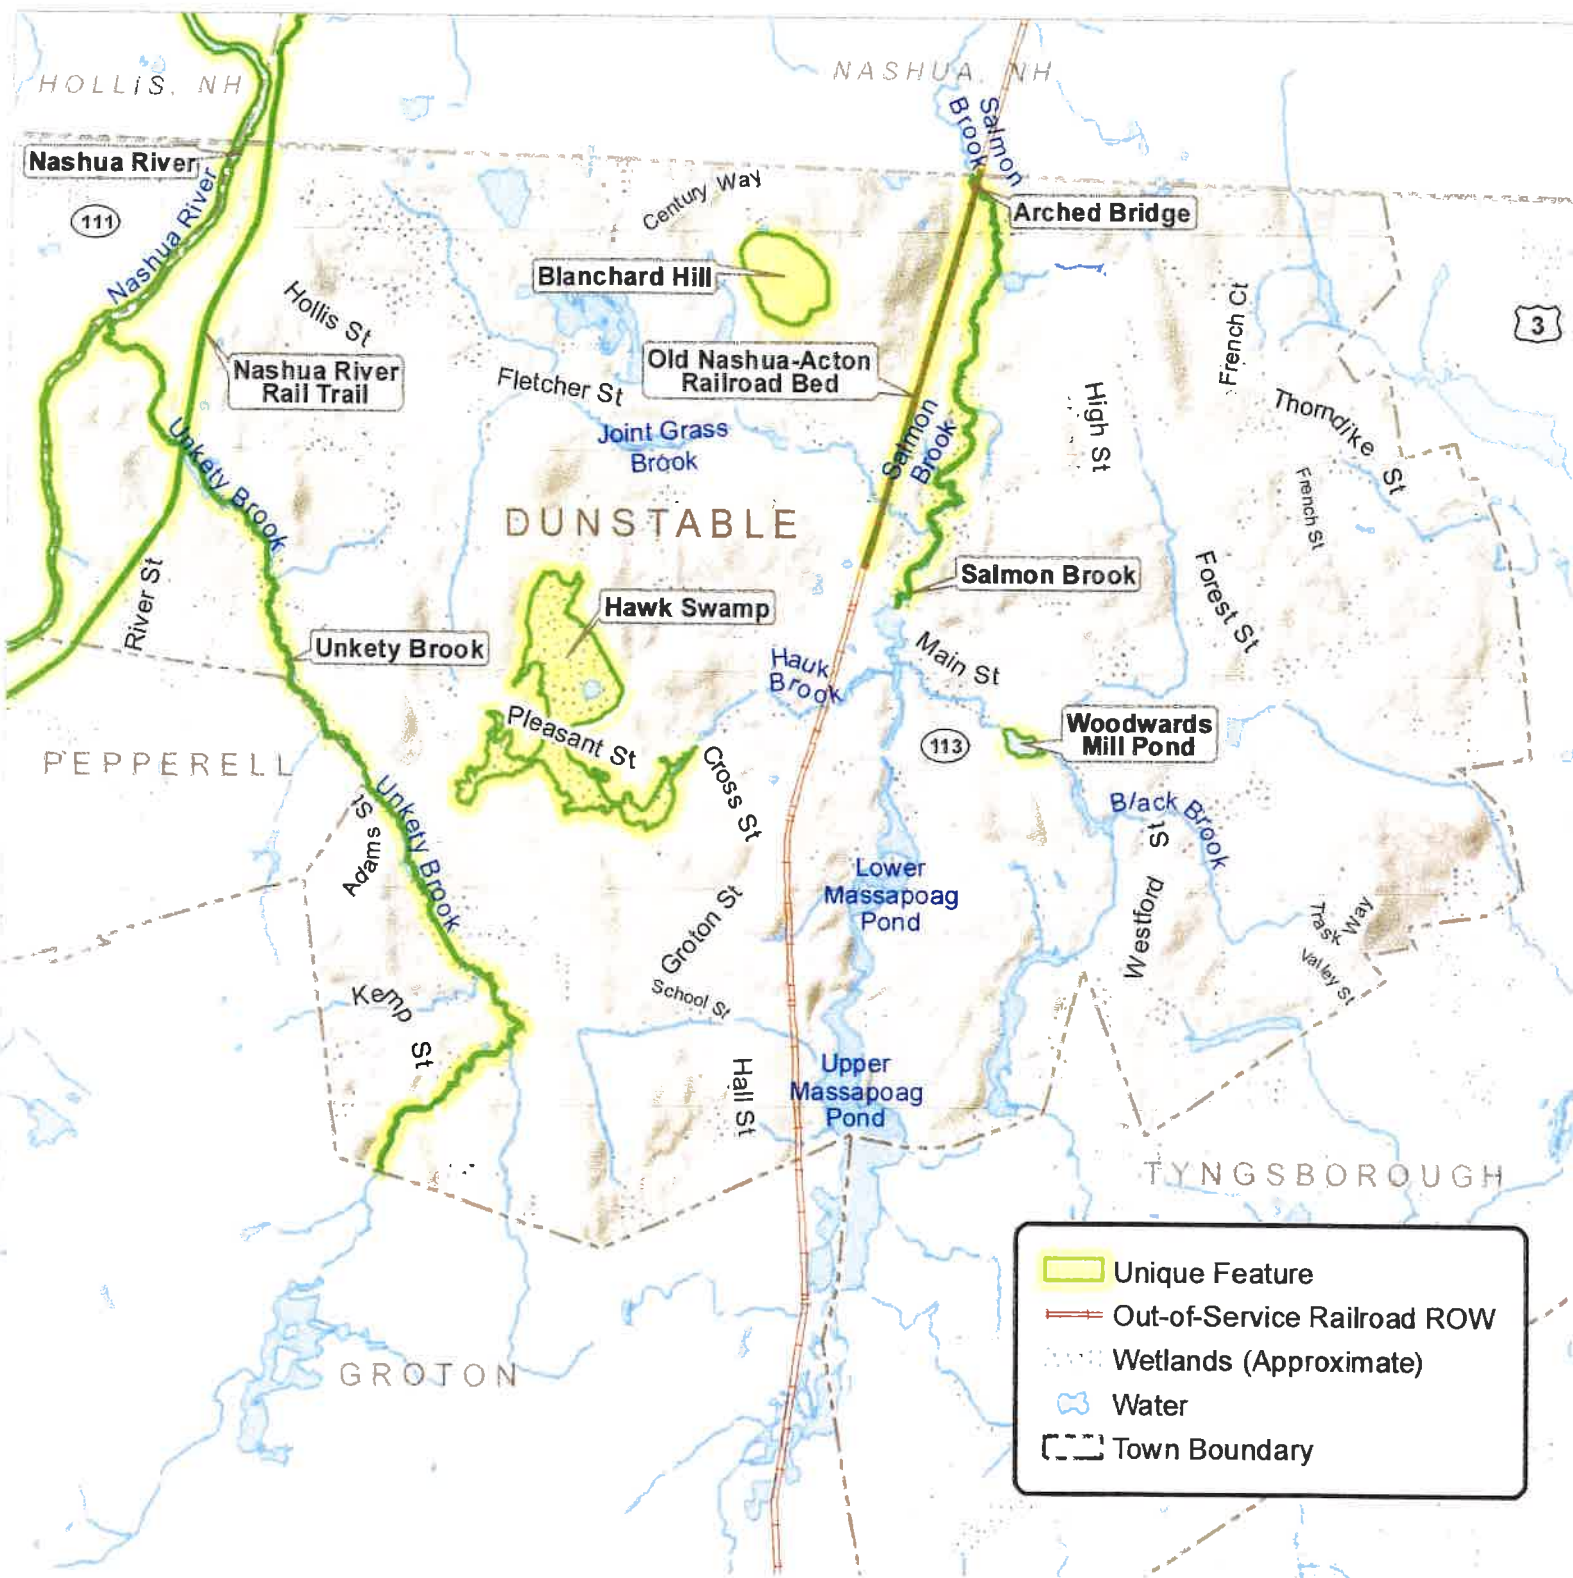 HOLLIS, NH
NASHUA, NH
Salmon
Brook
Nashua River
111
Nashua River
Century Way
Arched Bridge
Blanchard Hill
Hollis St
French Ct
3
Nashua River
Rail Trail
Old Nashua-Acton
Railroad Bed
Fletcher St
High St
Thorndike St
Joint Grass
Brook
Salmon
Brook
Unkety Brook
French St
DUNSTABLE
River St
Salmon Brook
Forest St
Hawk Swamp
Unkety Brook
Main St
Hauk
Brook
Pleasant St
Woodwards
Mill Pond
113
PEPPERELL
Cross St
Unkety Brook
Adams St
Black Brook
Westford St
Lower
Massapoag
Pond
Groton St
Trask Way
Valley St
School St
Kemp St
Hall St
Upper
Massapoag
Pond
TYNGSBOROUGH
GROTON
Unique Feature
Out-of-Service Railroad ROW
Wetlands (Approximate)
Water
Town Boundary